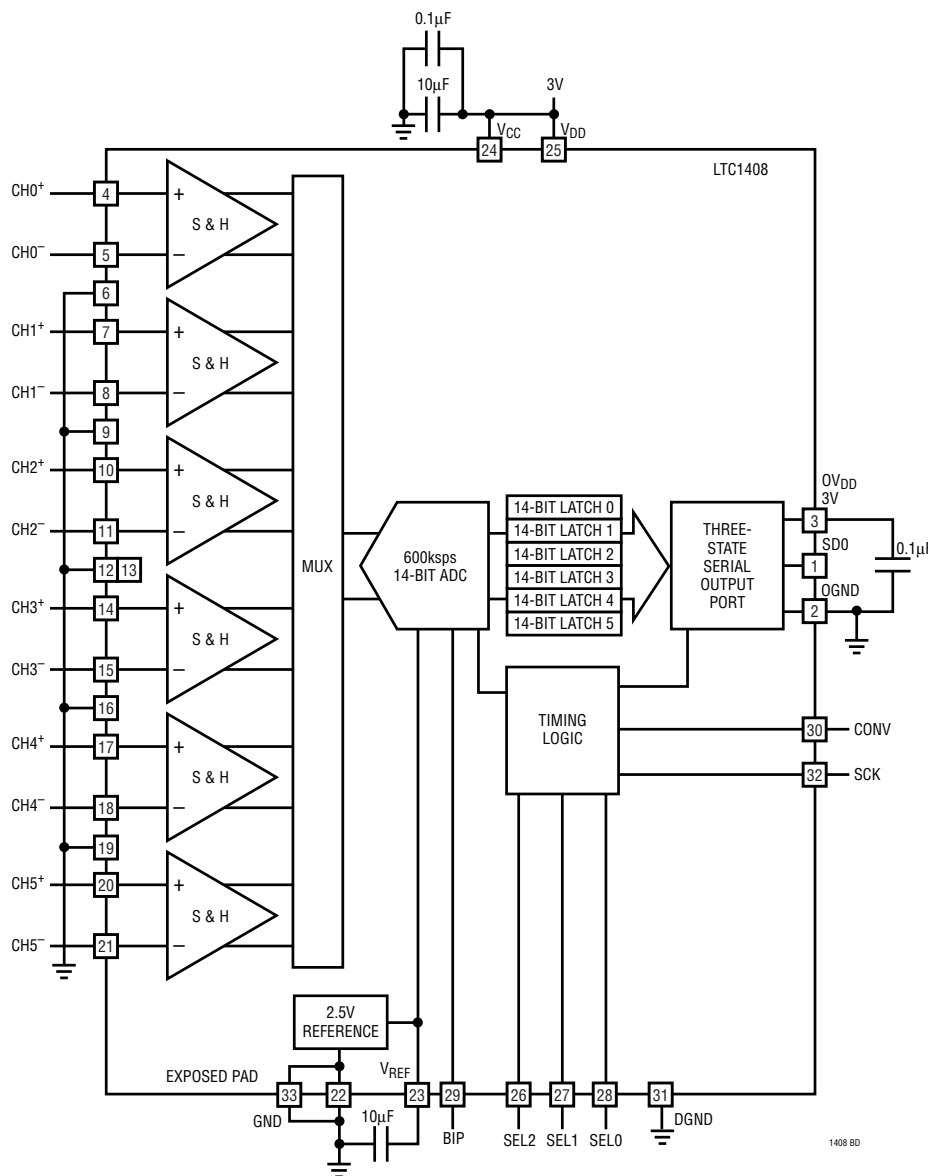 0.1µF
10µF
3V
VCC
VDD
24
25
LTC1408
CH0+
4
+
S & H
CH0–
5
–
6
CH1+
7
+
S & H
CH1–
8
–
9
CH2+
10
+
S & H
CH2–
11
–
12
13
CH3+
14
+
S & H
CH3–
15
–
16
CH4+
17
+
S & H
CH4–
18
–
19
CH5+
20
+
S & H
CH5–
21
–
MUX
600ksps
14-BIT ADC
14-BIT LATCH 0
14-BIT LATCH 1
14-BIT LATCH 2
14-BIT LATCH 3
14-BIT LATCH 4
14-BIT LATCH 5
THREE-
STATE
SERIAL
OUTPUT
PORT
OVDD
3V
3
SD0
1
0.1µF
OGND
2
TIMING
LOGIC
30
CONV
32
SCK
2.5V
REFERENCE
EXPOSED PAD
VREF
33
22
23
29
26
27
28
31
GND
10µF
BIP
SEL2
SEL1
SEL0
DGND
1408 BD